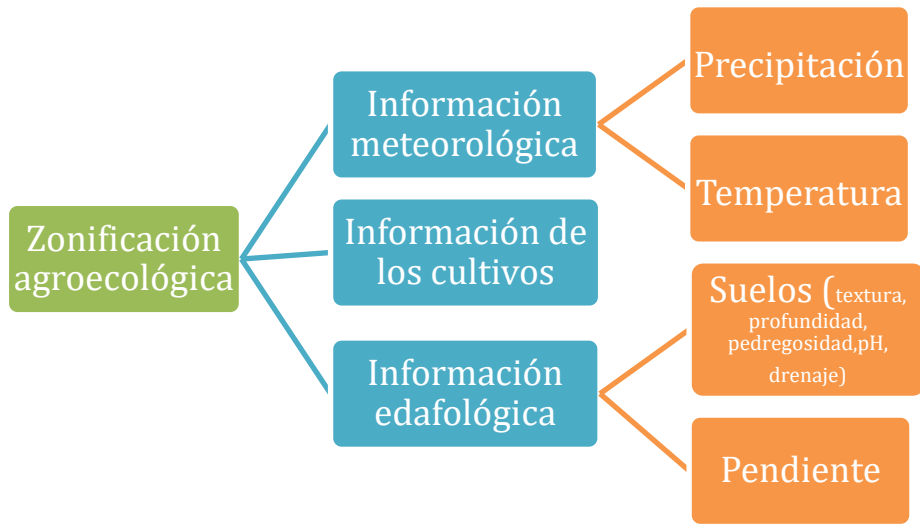 Zonificación
agroecológica
Información
meteorológica
Información de
los cultivos
Información
edafológica
Precipitación
Temperatura
Suelos (textura,
profundidad,
pedregosidad,pH,
drenaje)
Pendiente